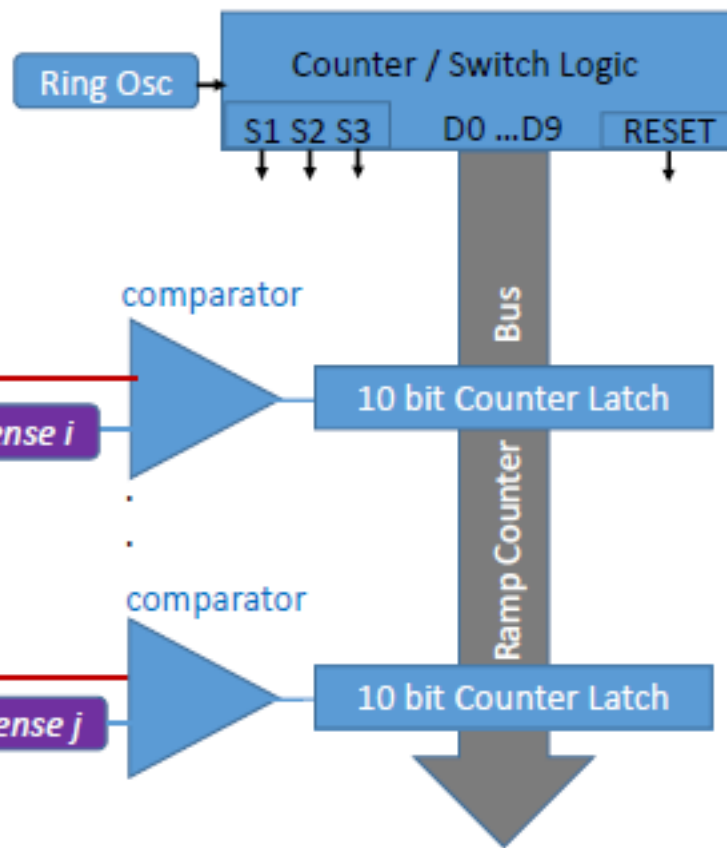 Counter / Switch Logic
Ring Osc
S1 S2 S3
D0 ...D9
RESET
comparator
Bus
10 bit Counter Latch
ense i
Ramp Counter
comparator
10 bit Counter Latch
ense j